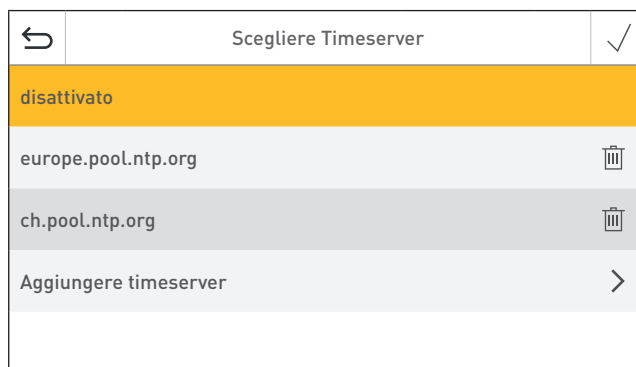 Scegliere Timeserver
disattivato
europe.pool.ntp.org
ch.pool.ntp.org
Aggiungere timeserver